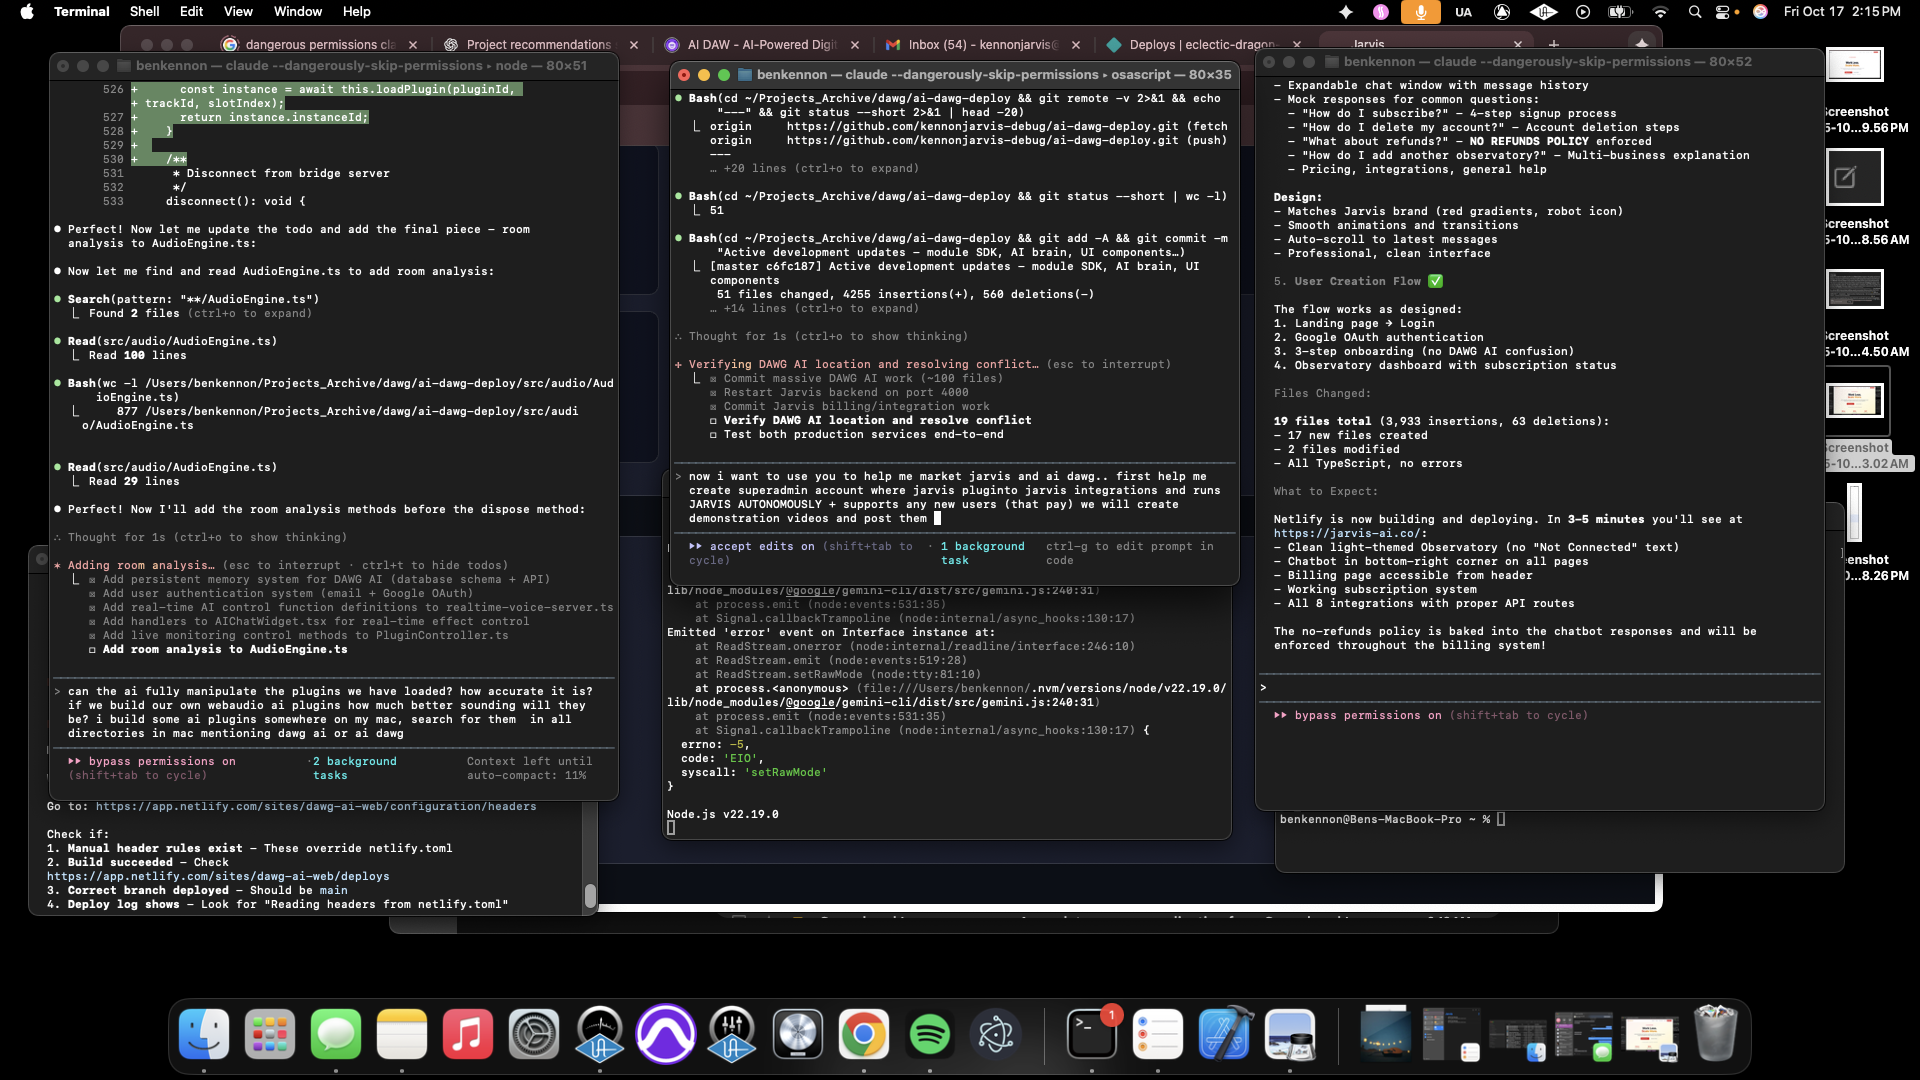 Terminal Shell Edit View Window Help
UA
Fri Oct 17 2:15 PM
dangerous permissions cla
Project recommendations
AI DAW - AI-Powered Digit
Inbox (54) - kennonjarvis@
Deploys | eclectic-dragon-
Jarvis
benkennon — claude --dangerously-skip-permissions ▸ node — 80×51
526 + const instance = await this.loadPlugin(pluginId,
+ trackId, slotIndex);
527 + return instance.instanceId;
528 + }
529 +
530 + /**
531 * Disconnect from bridge server
532 */
533 disconnect(): void {
● Perfect! Now let me update the todo and add the final piece – room
analysis to AudioEngine.ts:
● Now let me find and read AudioEngine.ts to add room analysis:
● Search(pattern: "**/AudioEngine.ts")
⎿ Found 2 files (ctrl+o to expand)
● Read(src/audio/AudioEngine.ts)
⎿ Read 100 lines
● Bash(wc -l /Users/benkennon/Projects_Archive/dawg/ai-dawg-deploy/src/audio/Aud
ioEngine.ts)
⎿ 877 /Users/benkennon/Projects_Archive/dawg/ai-dawg-deploy/src/audi
o/AudioEngine.ts
● Read(src/audio/AudioEngine.ts)
⎿ Read 29 lines
● Perfect! Now I'll add the room analysis methods before the dispose method:
∴ Thought for 1s (ctrl+o to show thinking)
✶ Adding room analysis… (esc to interrupt · ctrl+t to hide todos)
⎿ ☒ Add persistent memory system for DAWG AI (database schema + API)
☒ Add user authentication system (email + Google OAuth)
☒ Add real-time AI control function definitions to realtime-voice-server.ts
☒ Add handlers to AIChatWidget.tsx for real-time effect control
☒ Add live monitoring control methods to PluginController.ts
☐ Add room analysis to AudioEngine.ts
> can the ai fully manipulate the plugins we have loaded? how accurate it is?
if we build our own webaudio ai plugins how much better sounding will they
be? i build some ai plugins somewhere on my mac, search for them in all
directories in mac mentioning dawg ai or ai dawg
▸▸ bypass permissions on
(shift+tab to cycle)
· 2 background
tasks
Context left until
auto-compact: 11%
Go to: https://app.netlify.com/sites/dawg-ai-web/configuration/headers
Check if:
1. Manual header rules exist – These override netlify.toml
2. Build succeeded – Check
https://app.netlify.com/sites/dawg-ai-web/deploys
3. Correct branch deployed – Should be main
4. Deploy log shows – Look for "Reading headers from netlify.toml"
benkennon — claude --dangerously-skip-permissions ▸ osascript — 80×35
● Bash(cd ~/Projects_Archive/dawg/ai-dawg-deploy && git remote -v 2>&1 && echo
"---" && git status --short 2>&1 | head -20)
⎿ origin https://github.com/kennonjarvis-debug/ai-dawg-deploy.git (fetch
origin https://github.com/kennonjarvis-debug/ai-dawg-deploy.git (push)
---
… +20 lines (ctrl+o to expand)
● Bash(cd ~/Projects_Archive/dawg/ai-dawg-deploy && git status --short | wc -l)
⎿ 51
● Bash(cd ~/Projects_Archive/dawg/ai-dawg-deploy && git add -A && git commit -m
"Active development updates – module SDK, AI brain, UI components…)
⎿ [master c6fc187] Active development updates – module SDK, AI brain, UI
components
51 files changed, 4255 insertions(+), 560 deletions(-)
… +14 lines (ctrl+o to expand)
∴ Thought for 1s (ctrl+o to show thinking)
+ Verifying DAWG AI location and resolving conflict… (esc to interrupt)
⎿ ☒ Commit massive DAWG AI work (~100 files)
☒ Restart Jarvis backend on port 4000
☒ Commit Jarvis billing/integration work
☐ Verify DAWG AI location and resolve conflict
☐ Test both production services end-to-end
> now i want to use you to help me market jarvis and ai dawg.. first help me
create superadmin account where jarvis pluginto jarvis integrations and runs
JARVIS AUTONOMOUSLY + supports any new users (that pay) we will create
demonstration videos and post them
▸▸ accept edits on (shift+tab to
cycle)
· 1 background
task
ctrl-g to edit prompt in
code
lib/node_modules/@google/gemini-cli/dist/src/gemini.js:240:31)
at process.emit (node:events:531:35)
at Signal.callbackTrampoline (node:internal/async_hooks:130:17)
Emitted 'error' event on Interface instance at:
at ReadStream.onerror (node:internal/readline/interface:246:10)
at ReadStream.emit (node:events:519:28)
at ReadStream.setRawMode (node:tty:81:10)
at process.<anonymous> (file:///Users/benkennon/.nvm/versions/node/v22.19.0/
lib/node_modules/@google/gemini-cli/dist/src/gemini.js:240:31)
at process.emit (node:events:531:35)
at Signal.callbackTrampoline (node:internal/async_hooks:130:17) {
errno: -5,
code: 'EIO',
syscall: 'setRawMode'
}
Node.js v22.19.0
benkennon — claude --dangerously-skip-permissions — 80×52
– Expandable chat window with message history
– Mock responses for common questions:
– "How do I subscribe?" – 4-step signup process
– "How do I delete my account?" – Account deletion steps
– "What about refunds?" – NO REFUNDS POLICY enforced
– "How do I add another observatory?" – Multi-business explanation
– Pricing, integrations, general help
Design:
– Matches Jarvis brand (red gradients, robot icon)
– Smooth animations and transitions
– Auto-scroll to latest messages
– Professional, clean interface
5. User Creation Flow ✅
The flow works as designed:
1. Landing page → Login
2. Google OAuth authentication
3. 3-step onboarding (no DAWG AI confusion)
4. Observatory dashboard with subscription status
Files Changed:
19 files total (3,933 insertions, 63 deletions):
– 17 new files created
– 2 files modified
– All TypeScript, no errors
What to Expect:
Netlify is now building and deploying. In 3-5 minutes you'll see at
https://jarvis-ai.co/:
– Clean light-themed Observatory (no "Not Connected" text)
– Chatbot in bottom-right corner on all pages
– Billing page accessible from header
– Working subscription system
– All 8 integrations with proper API routes
The no-refunds policy is baked into the chatbot responses and will be
enforced throughout the billing system!
>
▸▸ bypass permissions on (shift+tab to cycle)
benkennon@Bens-MacBook-Pro ~ %
Screenshot
5-10...9.56 PM
Screenshot
5-10...8.56 AM
Screenshot
5-10...4.50 AM
Screenshot
5-10...3.02 AM
eenshot
0...8.26 PM
1